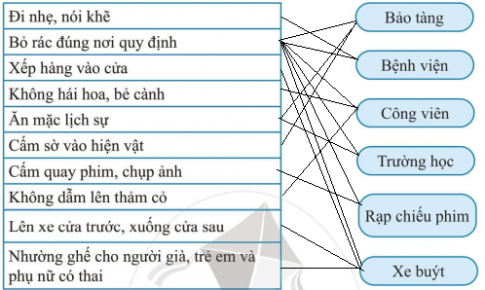 Đi nhẹ, nói khẽ
Bỏ rác đúng nơi quy định
Xếp hàng vào cửa
Không hái hoa, bẻ cành
Ăn mặc lịch sự
Cấm sờ vào hiện vật
Cấm quay phim, chụp ảnh
Không dẫm lên thảm cỏ
Lên xe cửa trước, xuống cửa sau
Nhường ghế cho người già, trẻ em và
phụ nữ có thai
Bảo tàng
Bệnh viện
Công viên
Trường học
Rạp chiếu phim
Xe buýt